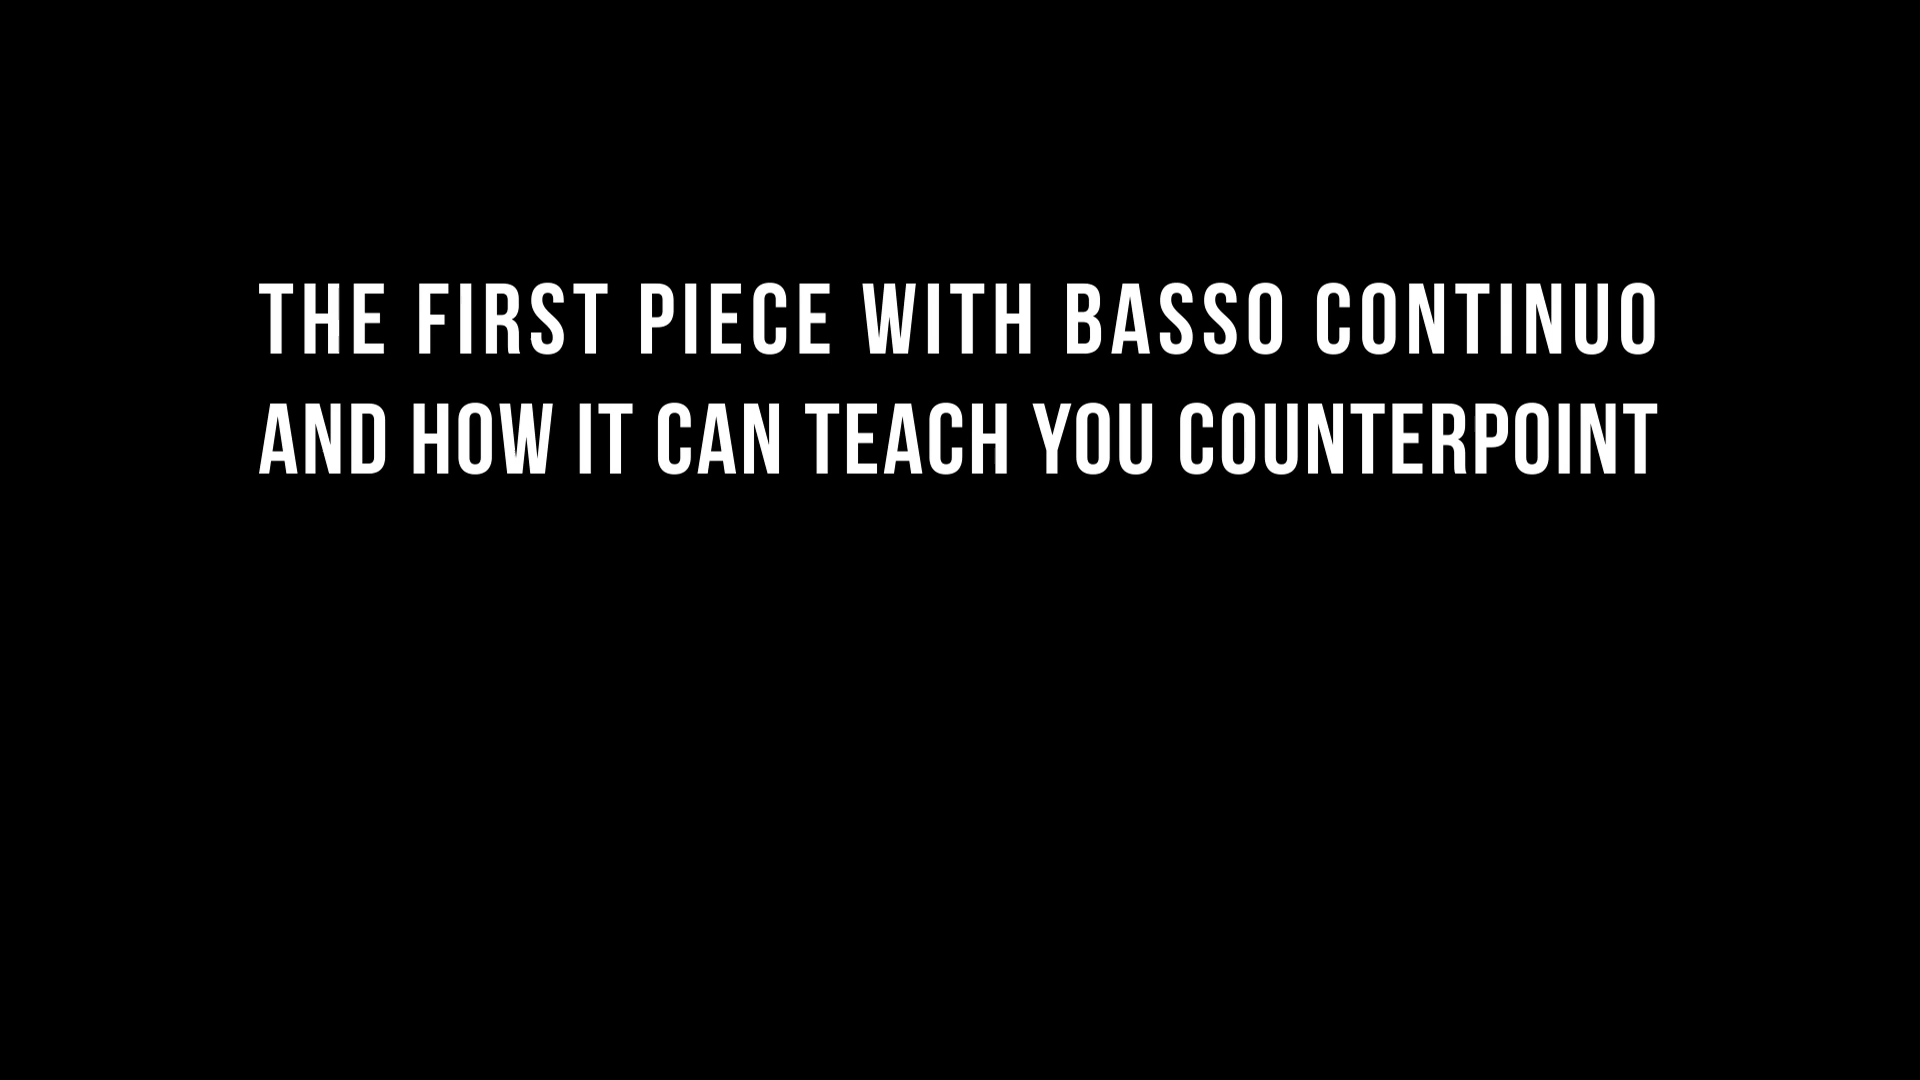 THE FIRST PIECE WITH BASSO CONTINUO
AND HOW IT CAN TEACH YOU COUNTERPOINT